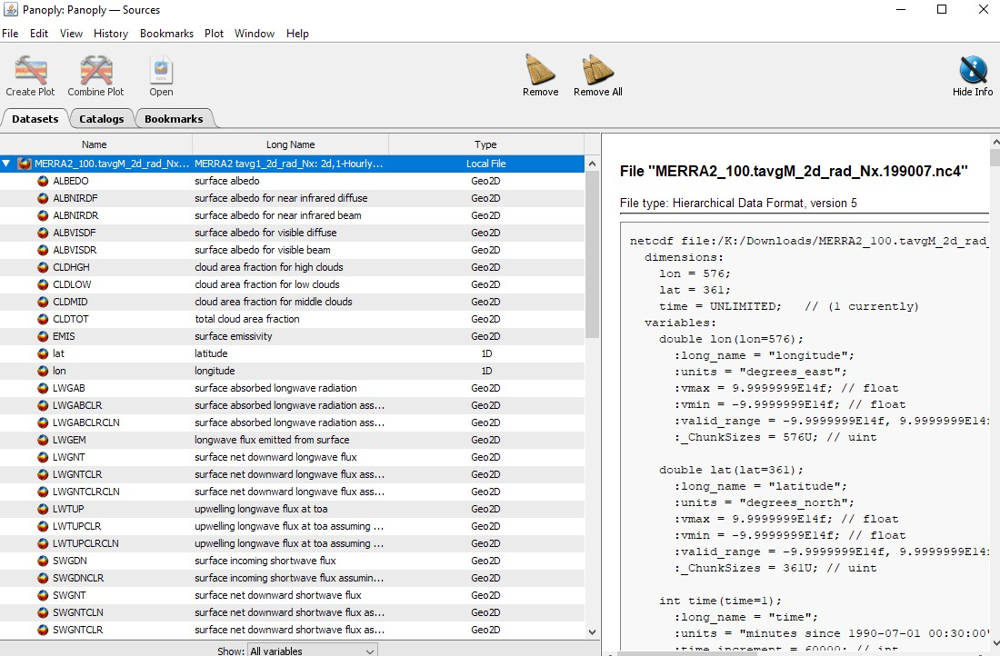 Panoply: Panoply — Sources
File Edit View History Bookmarks Plot Window Help
Create Plot Combine Plot Open Remove Remove All Hide Info
Datasets Catalogs Bookmarks
Name Long Name Type
MERRA2_100.tavgM_2d_rad_Nx... MERRA2 tavg1_2d_rad_Nx: 2d,1-Hourly... Local File
ALBEDO surface albedo Geo2D
ALBNIRDF surface albedo for near infrared diffuse Geo2D
ALBNIRDR surface albedo for near infrared beam Geo2D
ALBVISDF surface albedo for visible diffuse Geo2D
ALBVISDR surface albedo for visible beam Geo2D
CLDHGH cloud area fraction for high clouds Geo2D
CLDLOW cloud area fraction for low clouds Geo2D
CLDMID cloud area fraction for middle clouds Geo2D
CLDTOT total cloud area fraction Geo2D
EMIS surface emissivity Geo2D
lat latitude 1D
lon longitude 1D
LWGAB surface absorbed longwave radiation Geo2D
LWGABCLR surface absorbed longwave radiation ass... Geo2D
LWGABCLRCLN surface absorbed longwave radiation ass... Geo2D
LWGEM longwave flux emitted from surface Geo2D
LWGNT surface net downward longwave flux Geo2D
LWGNTCLR surface net downward longwave flux ass... Geo2D
LWGNTCLRCLN surface net downward longwave flux ass... Geo2D
LWTUP upwelling longwave flux at toa Geo2D
LWTUPCLR upwelling longwave flux at toa assuming ... Geo2D
LWTUPCLRCLN upwelling longwave flux at toa assuming ... Geo2D
SWGDN surface incoming shortwave flux Geo2D
SWGDNCLR surface incoming shortwave flux assumin... Geo2D
SWGNT surface net downward shortwave flux Geo2D
SWGNTCLN surface net downward shortwave flux as... Geo2D
SWGNTCLR surface net downward shortwave flux as... Geo2D
Show: All variables
File "MERRA2_100.tavgM_2d_rad_Nx.199007.nc4"
File type: Hierarchical Data Format, version 5
netcdf file:/K:/Downloads/MERRA2_100.tavgM_2d_rad_
dimensions:
lon = 576;
lat = 361;
time = UNLIMITED; // (1 currently)
variables:
double lon(lon=576);
:long_name = "longitude";
:units = "degrees_east";
:vmax = 9.9999999E14f; // float
:vmin = -9.9999999E14f; // float
:valid_range = -9.9999999E14f, 9.9999999E14f
:_ChunkSizes = 576U; // uint
double lat(lat=361);
:long_name = "latitude";
:units = "degrees_north";
:vmax = 9.9999999E14f; // float
:vmin = -9.9999999E14f; // float
:valid_range = -9.9999999E14f, 9.9999999E14f
:_ChunkSizes = 361U; // uint
int time(time=1);
:long_name = "time";
:units = "minutes since 1990-07-01 00:30:00"
:time_increment = 60000; // int